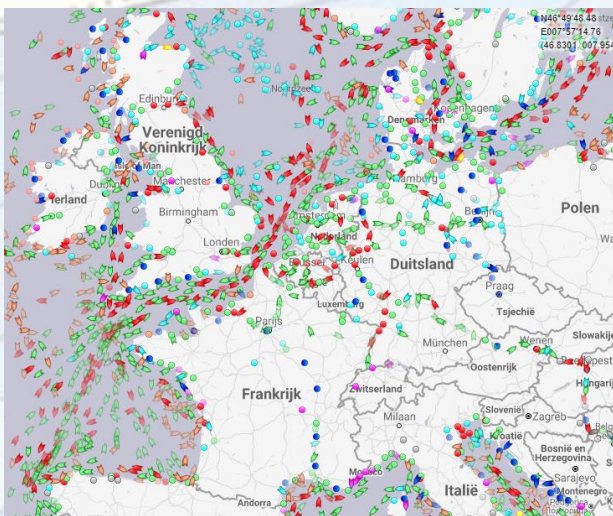 N46°49'48.48
E007°57'14.76
(46.8301, 007.954
Noordzee
Edinburg
Denemarken
Kopenhagen
Verenigd
Koninkrijk
Isle of Man
Dublin
Manchester
Hamburg
Ierland
Birmingham
Amsterdam
Berlijn
Polen
Nederland
Londen
Brussel
Keulen
Duitsland
Praag
Luxemburg
Tsjechië
Parijs
Slowakije
München
Wenen
Oostenrijk
Frankrijk
Zwitserland
Slovenië
Zagreb
Milaan
Kroatië
Bosnië en
Herzegovina
Monaco
Sarajevo
Italië
Montenegro
Andorra